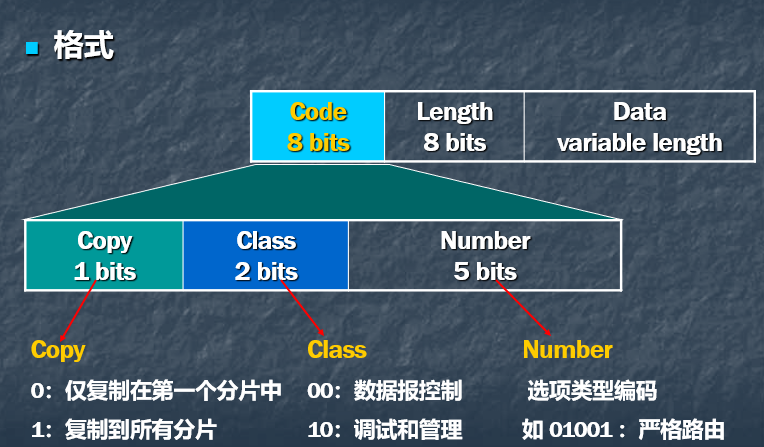 格式
Code Length Data
8 bits 8 bits variable length
Copy Class Number
1 bits 2 bits 5 bits
Copy Class Number
0：仅复制在第一个分片中 00：数据报控制 选项类型编码
1：复制到所有分片 10：调试和管理 如 01001 ：严格路由